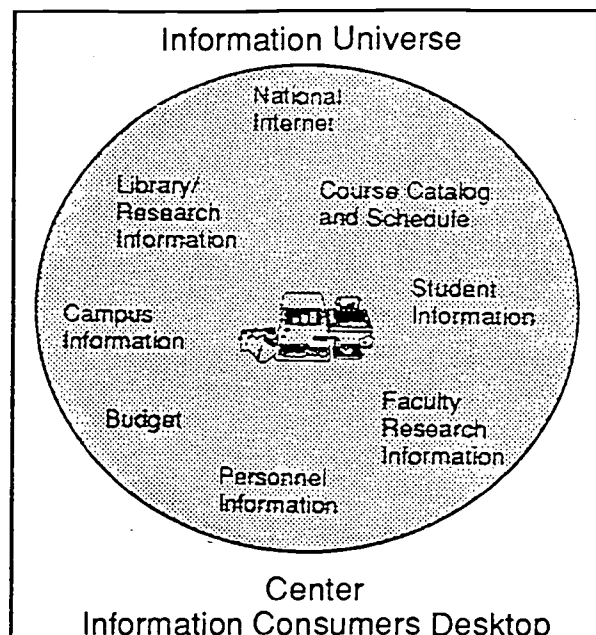 Information Universe
National
Internet
Library/
Research
Information
Course Catalog
and Schedule
Student
Information
Campus
Information
Budget
Faculty
Research
Information
Personnel
Information
Center
Information Consumers Desktop